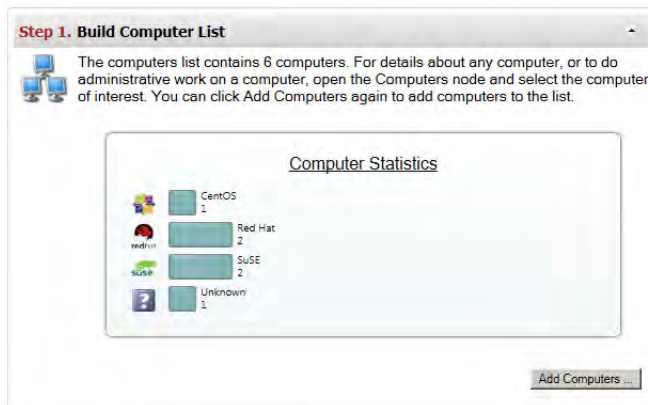 Step 1. Build Computer List
The computers list contains 6 computers. For details about any computer, or to do
administrative work on a computer, open the Computers node and select the computer
of interest. You can click Add Computers again to add computers to the list.
Computer Statistics
CentOS
1
redhat
Red Hat
2
suse
SuSE
2
?
Unknown
1
Add Computers ...